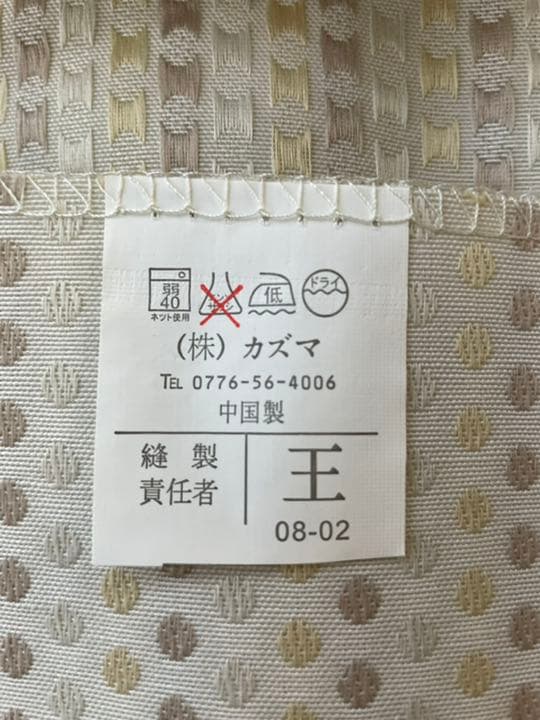 弱
40
ネット使用
低
ドライ
(株) カズマ
TEL 0776-56-4006
中国製
縫製
責任者
王
08-02